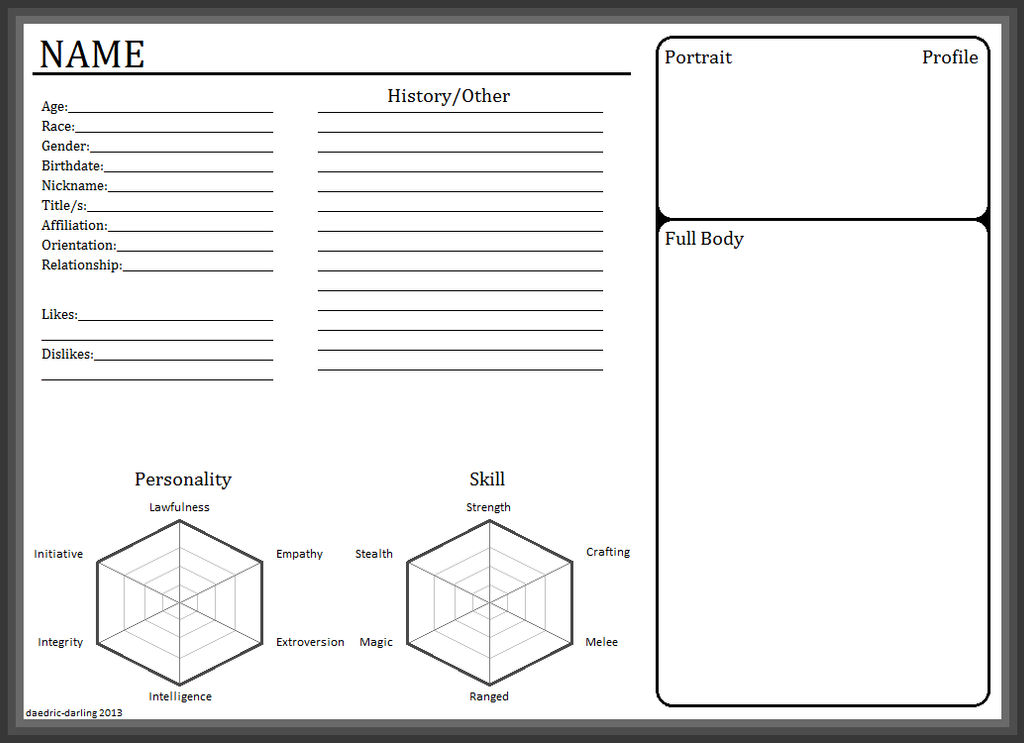 NAME
Age:
Race:
Gender:
Birthdate:
Nickname:
Title/s:
Affiliation:
Orientation:
Relationship:
Likes:
Dislikes:
History/Other
Portrait Profile
Full Body
Personality
Lawfulness
Initiative Empathy
Integrity Extroversion
Intelligence
Skill
Strength
Stealth Crafting
Magic Melee
Ranged
daedric-darling 2013